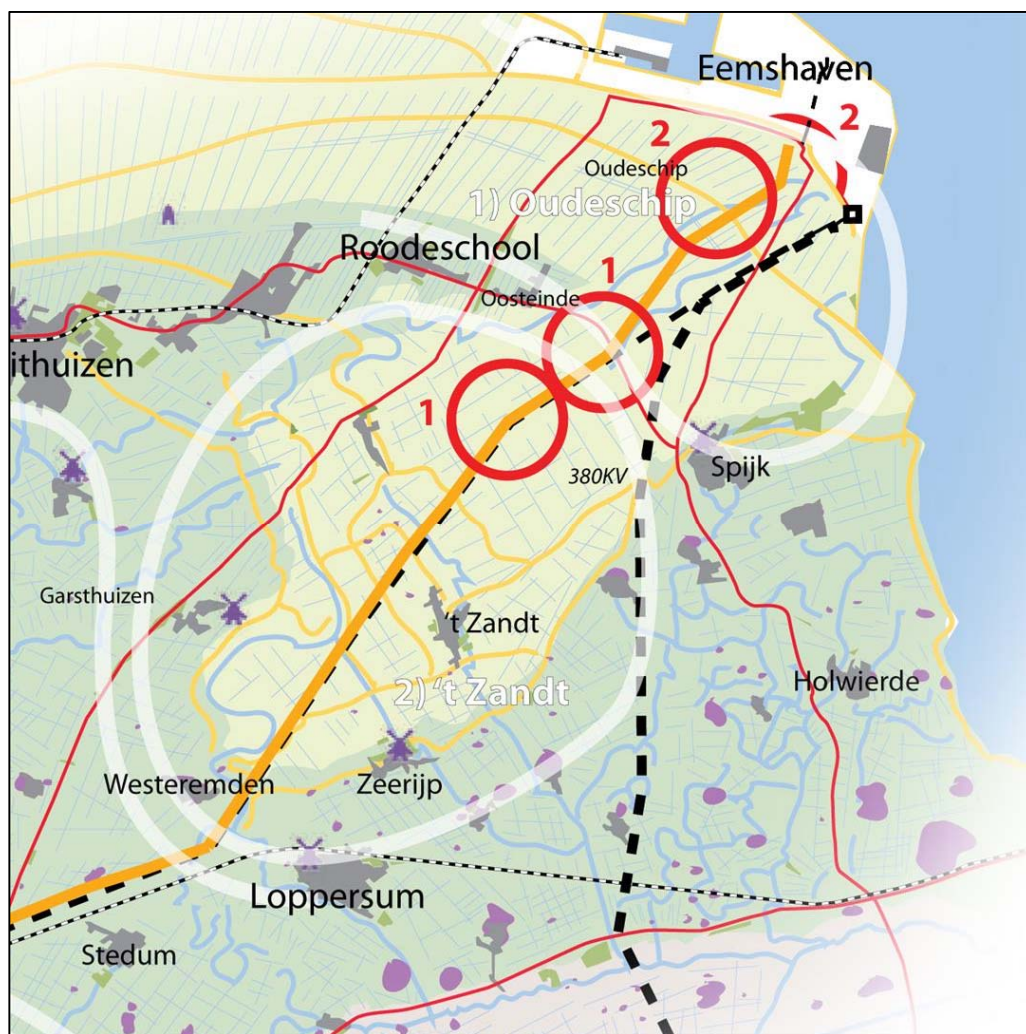 Eemshaven
2
2
Oudeschip
1) Oudeschip
Roodeschool
1
Oosteinde
ithuizen
1
380KV
Spijk
Garsthuizen
't Zandt
2) 't Zandt
Holwierde
Westeremden
Zeerijp
Loppersum
Stedum